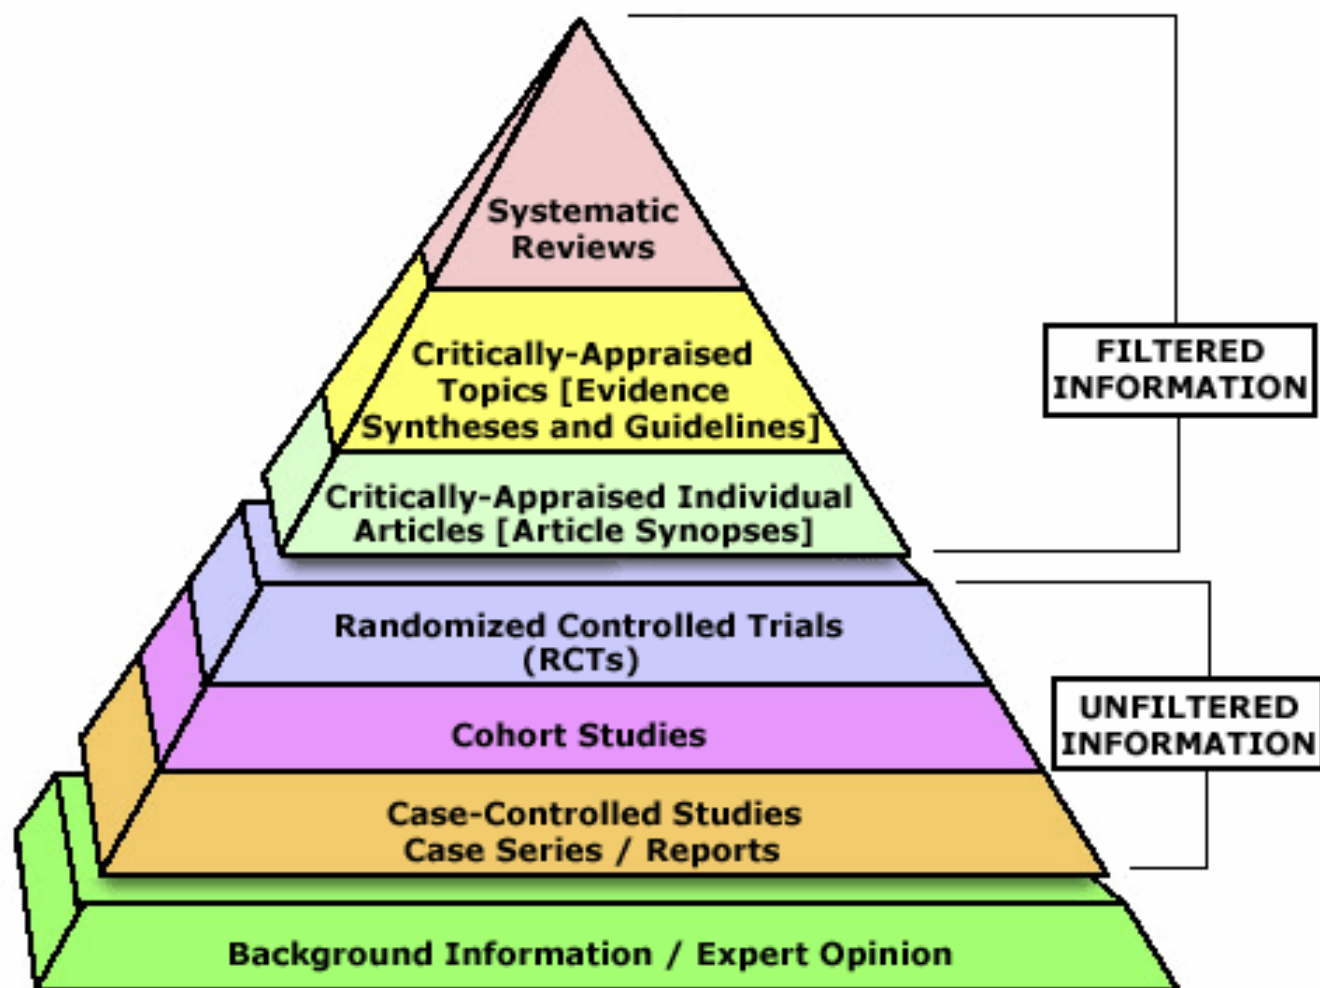 Systematic
Reviews
Critically-Appraised
Topics [Evidence
Syntheses and Guidelines]
Critically-Appraised Individual
Articles [Article Synopses]
FILTERED
INFORMATION
Randomized Controlled Trials
(RCTs)
Cohort Studies
Case-Controlled Studies
Case Series / Reports
UNFILTERED
INFORMATION
Background Information / Expert Opinion